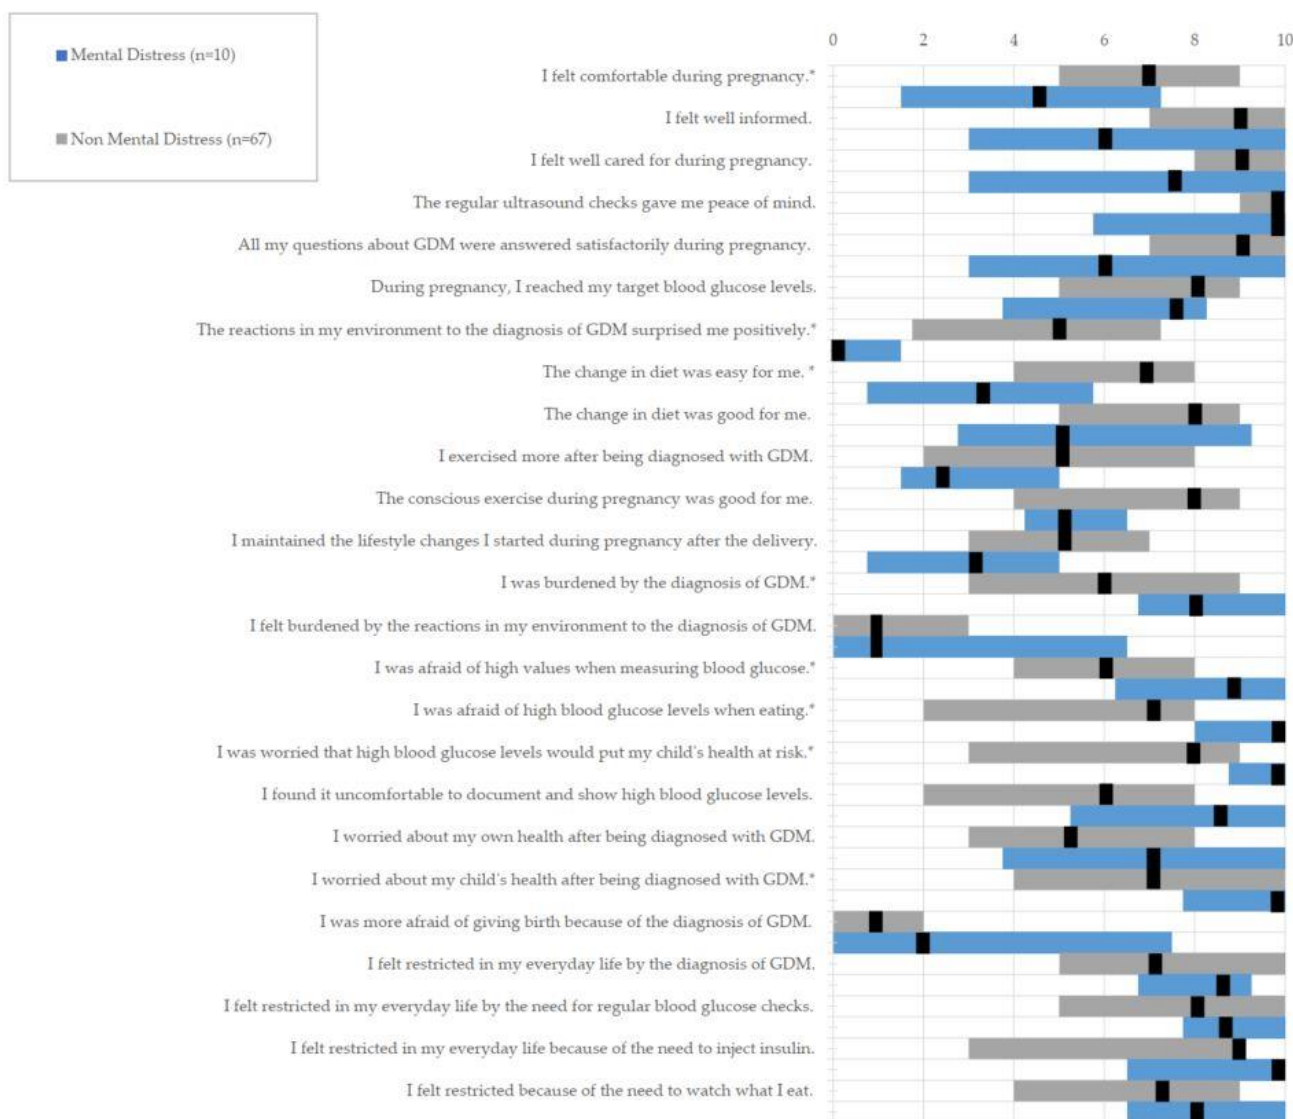 Mental Distress (n=10)
Non Mental Distress (n=67)
0 2 4 6 8 10
I felt comfortable during pregnancy.*
I felt well informed.
I felt well cared for during pregnancy.
The regular ultrasound checks gave me peace of mind.
All my questions about GDM were answered satisfactorily during pregnancy.
During pregnancy, I reached my target blood glucose levels.
The reactions in my environment to the diagnosis of GDM surprised me positively.*
The change in diet was easy for me. *
The change in diet was good for me.
I exercised more after being diagnosed with GDM.
The conscious exercise during pregnancy was good for me.
I maintained the lifestyle changes I started during pregnancy after the delivery.
I was burdened by the diagnosis of GDM.*
I felt burdened by the reactions in my environment to the diagnosis of GDM.
I was afraid of high values when measuring blood glucose.*
I was afraid of high blood glucose levels when eating.*
I was worried that high blood glucose levels would put my child's health at risk.*
I found it uncomfortable to document and show high blood glucose levels.
I worried about my own health after being diagnosed with GDM.
I worried about my child's health after being diagnosed with GDM.*
I was more afraid of giving birth because of the diagnosis of GDM.
I felt restricted in my everyday life by the diagnosis of GDM.
I felt restricted in my everyday life by the need for regular blood glucose checks.
I felt restricted in my everyday life because of the need to inject insulin.
I felt restricted because of the need to watch what I eat.